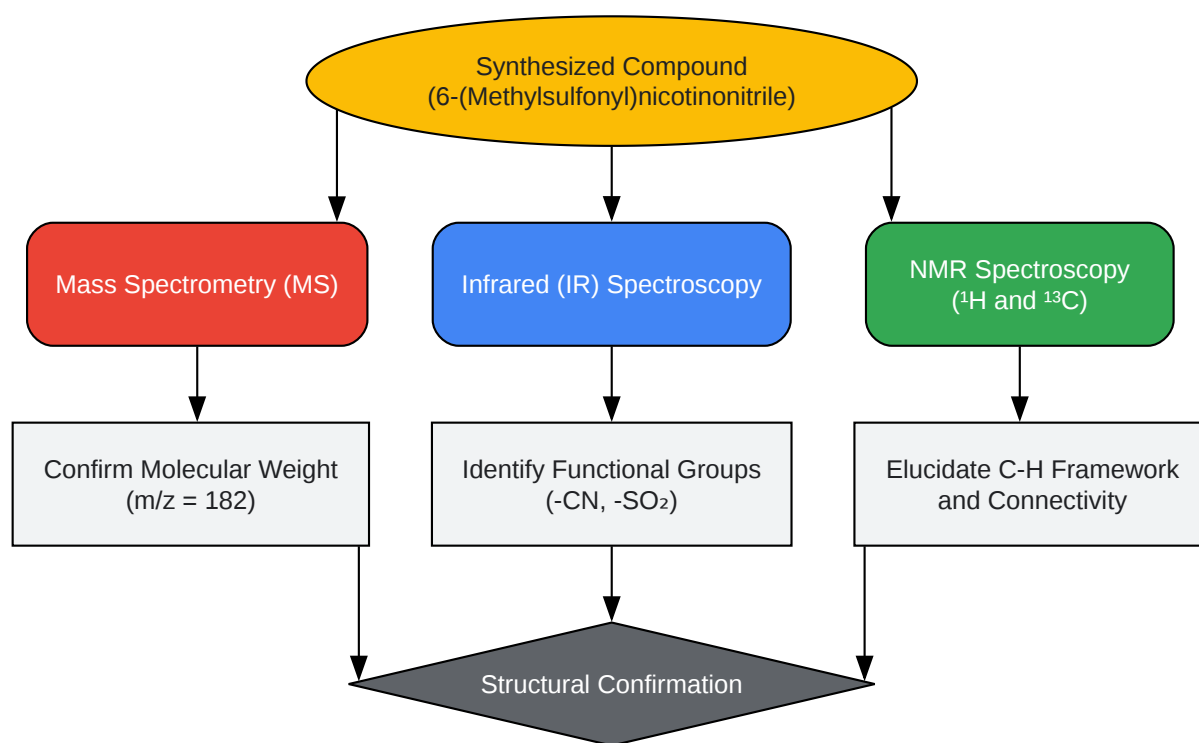 Synthesized Compound
(6-(Methylsulfonyl)nicotinonitrile)
Mass Spectrometry (MS)
Infrared (IR) Spectroscopy
NMR Spectroscopy
(¹H and ¹³C)
Confirm Molecular Weight
(m/z = 182)
Identify Functional Groups
(-CN, -SO₂)
Elucidate C-H Framework
and Connectivity
Structural Confirmation